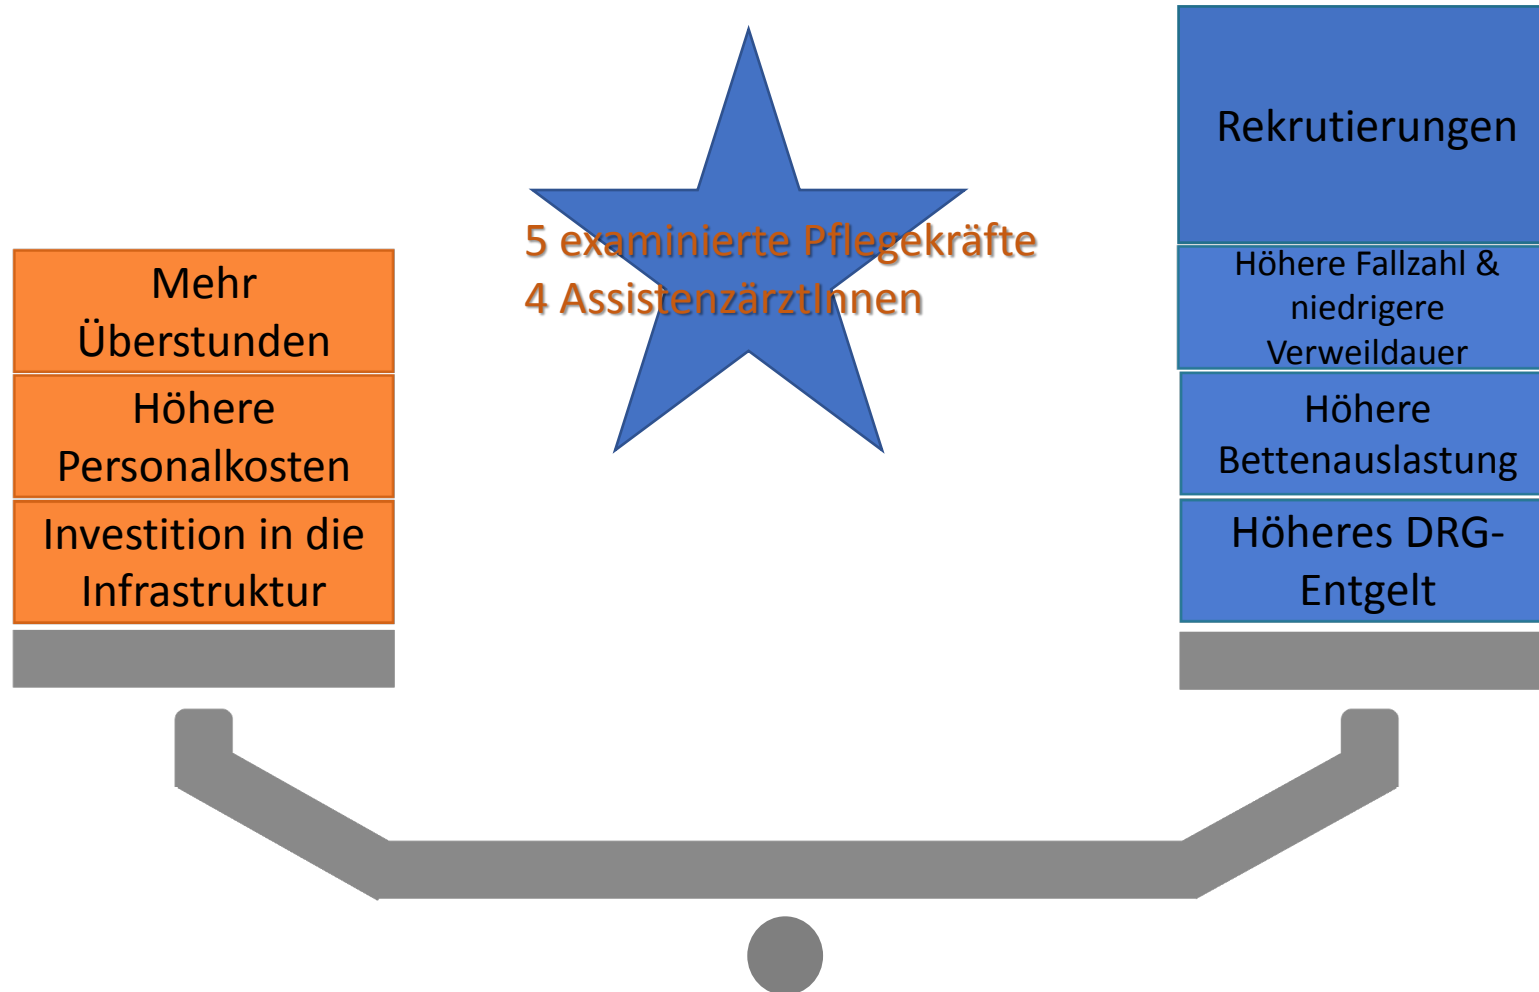 Mehr
Überstunden
Höhere
Personalkosten
Investition in die
Infrastruktur
5 examinierte Pflegekräfte
4 AssistenzärztInnen
Rekrutierungen
Höhere Fallzahl &
niedrigere
Verweildauer
Höhere
Bettenauslastung
Höheres DRG-
Entgelt